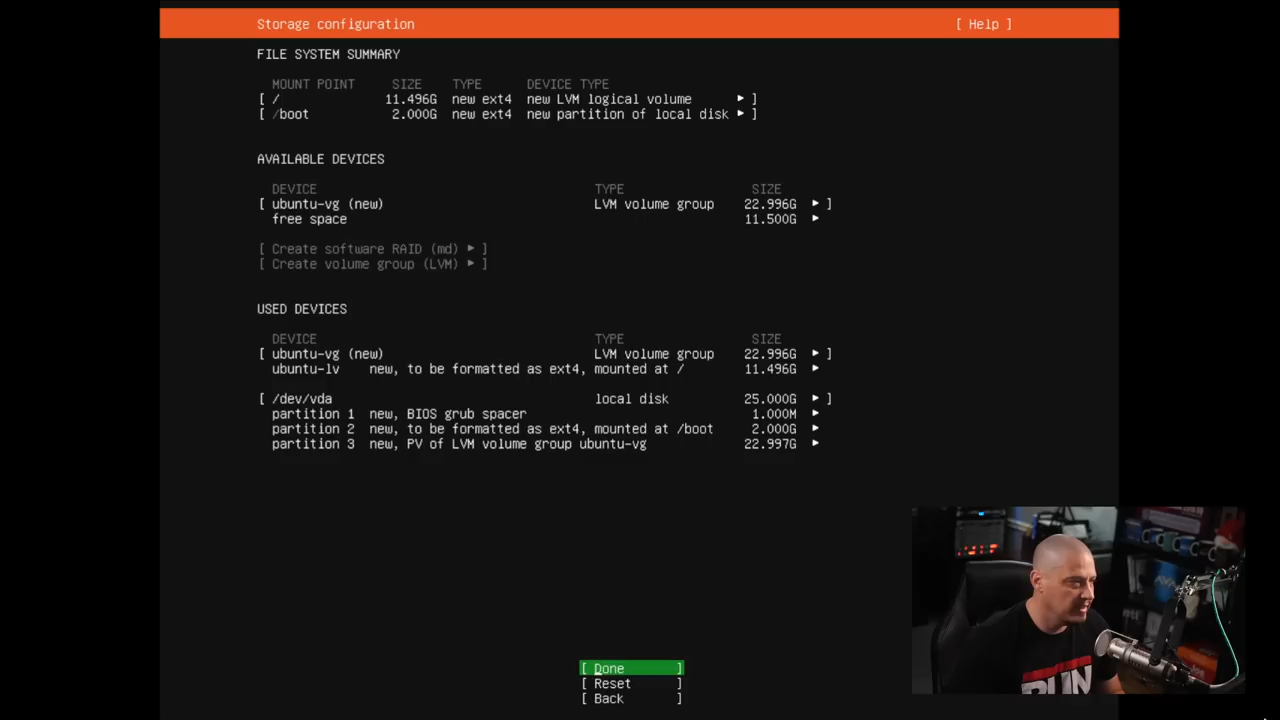 Storage configuration [ Help ]
FILE SYSTEM SUMMARY
MOUNT POINT SIZE TYPE DEVICE TYPE
[ / 11.496G new ext4 new LVM logical volume ▸ ]
[ /boot 2.000G new ext4 new partition of local disk ▸ ]
AVAILABLE DEVICES
DEVICE TYPE SIZE
[ ubuntu-vg (new) LVM volume group 22.996G ▸ ]
free space 11.500G ▸
[ Create software RAID (md) ▸ ]
[ Create volume group (LVM) ▸ ]
USED DEVICES
DEVICE TYPE SIZE
[ ubuntu-vg (new) LVM volume group 22.996G ▸ ]
ubuntu-lv new, to be formatted as ext4, mounted at / 11.496G ▸
[ /dev/vda local disk 25.000G ▸ ]
partition 1 new, BIOS grub spacer 1.000M ▸
partition 2 new, to be formatted as ext4, mounted at /boot 2.000G ▸
partition 3 new, PV of LVM volume group ubuntu-vg 22.997G ▸
[ Done ]
[ Reset ]
[ Back ]